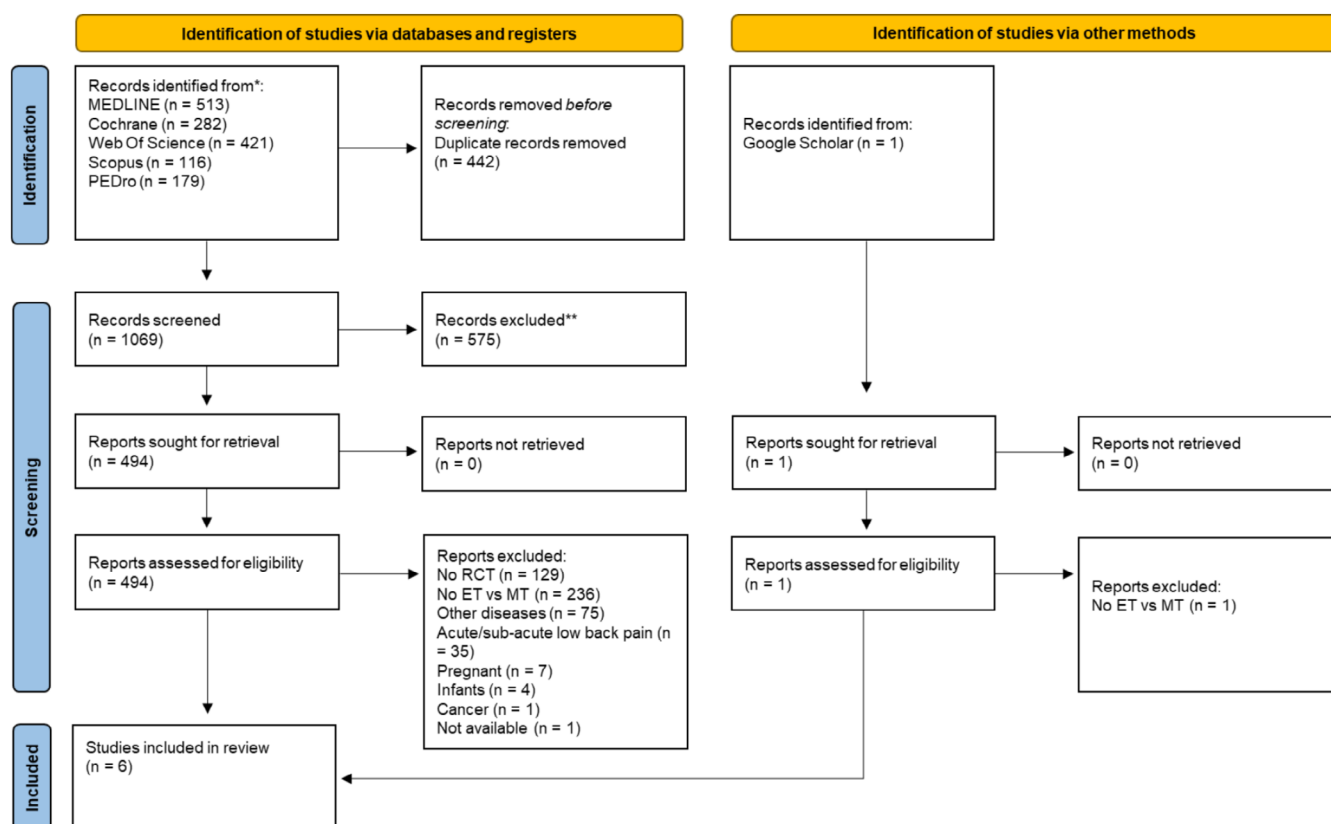 Identification of studies via databases and registers
Identification of studies via other methods
Identification
Records identified from*:
MEDLINE (n = 513)
Cochrane (n = 282)
Web Of Science (n = 421)
Scopus (n = 116)
PEDro (n = 179)
Records removed before
screening:
Duplicate records removed
(n = 442)
Records identified from:
Google Scholar (n = 1)
Screening
Records screened
(n = 1069)
Records excluded**
(n = 575)
Reports sought for retrieval
(n = 494)
Reports not retrieved
(n = 0)
Reports sought for retrieval
(n = 1)
Reports not retrieved
(n = 0)
Reports assessed for eligibility
(n = 494)
Reports excluded:
No RCT (n = 129)
No ET vs MT (n = 236)
Other diseases (n = 75)
Acute/sub-acute low back pain (n
= 35)
Pregnant (n = 7)
Infants (n = 4)
Cancer (n = 1)
Not available (n = 1)
Reports assessed for eligibility
(n = 1)
Reports excluded:
No ET vs MT (n = 1)
Included
Studies included in review
(n = 6)